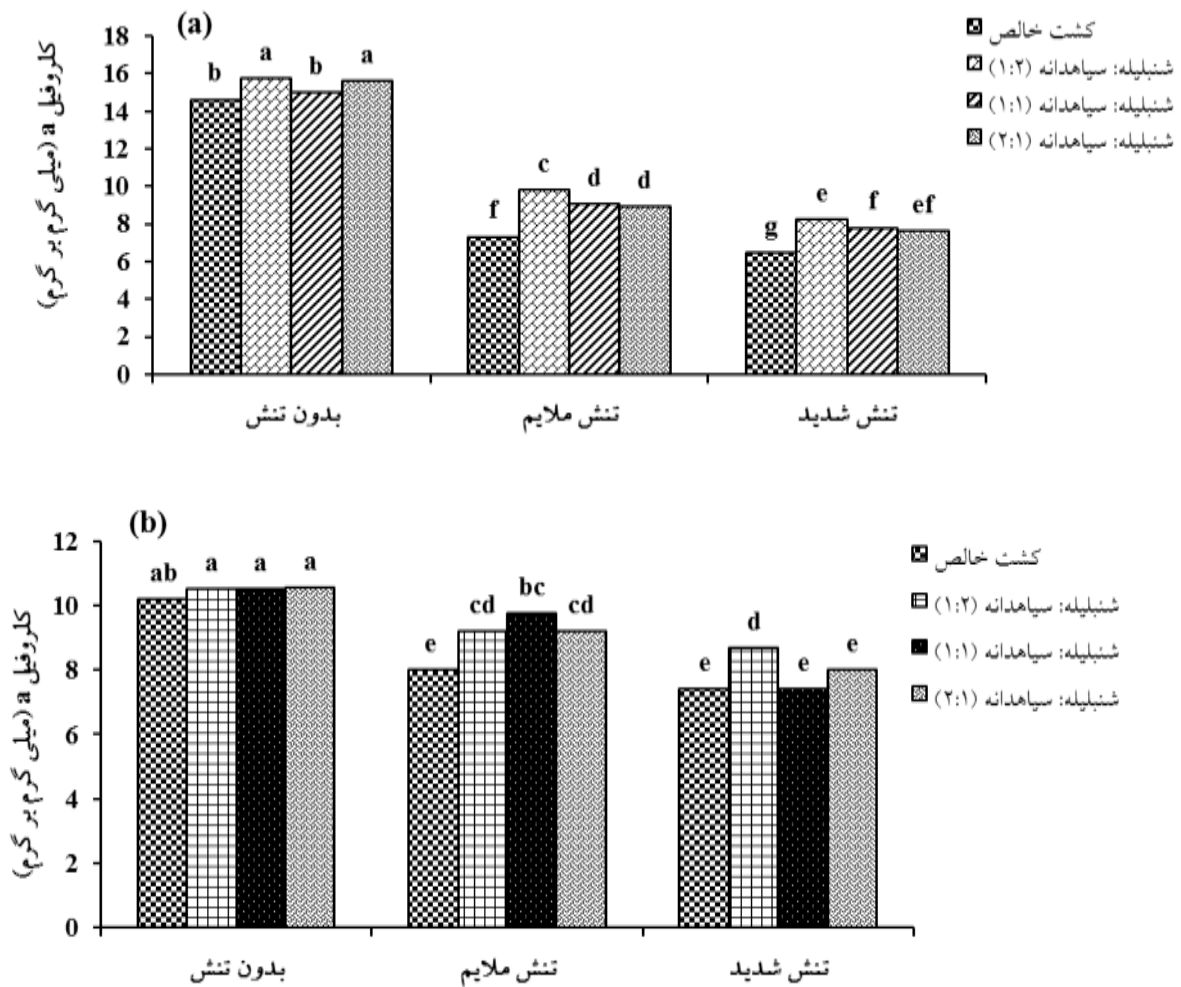 (a)
کلروفیل a (میلی گرم بر گرم)
18
16
14
12
10
8
6
4
2
0
b a b a
f c d d
g e f ef
بدون تنش تنش ملایم تنش شدید
کشت خالص
شنبلیله: سیاهدانه (۱:۲)
شنبلیله: سیاهدانه (۱:۱)
شنبلیله: سیاهدانه (۲:۱)
(b)
کلروفیل a (میلی گرم بر گرم)
12
10
8
6
4
2
0
ab a a a
e cd bc cd
e d e e
بدون تنش تنش ملایم تنش شدید
کشت خالص
شنبلیله: سیاهدانه (۱:۲)
شنبلیله: سیاهدانه (۱:۱)
شنبلیله: سیاهدانه (۲:۱)